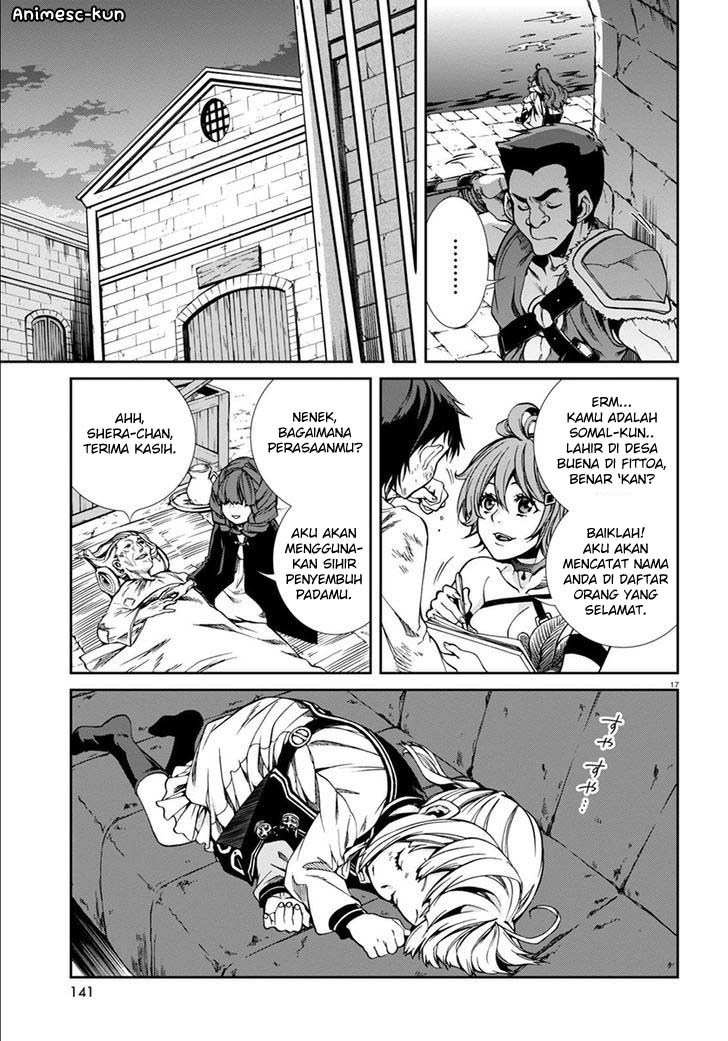 Animesc-kun
.........
ERM...
KAMU ADALAH
SOMAL-KUN..
LAHIR DI DESA
BUENA DI FITTOA,
BENAR 'KAN?
BAIKLAH!
AKU AKAN
MENCATAT NAMA
ANDA DI DAFTAR
ORANG YANG
SELAMAT.
NENEK,
BAGAIMANA
PERASAANMU?
AKU AKAN
MENGGUNA-
KAN SIHIR
PENYEMBUH
PADAMU.
AHH,
SHERA-CHAN,
TERIMA KASIH.
17
すや
すや…
141